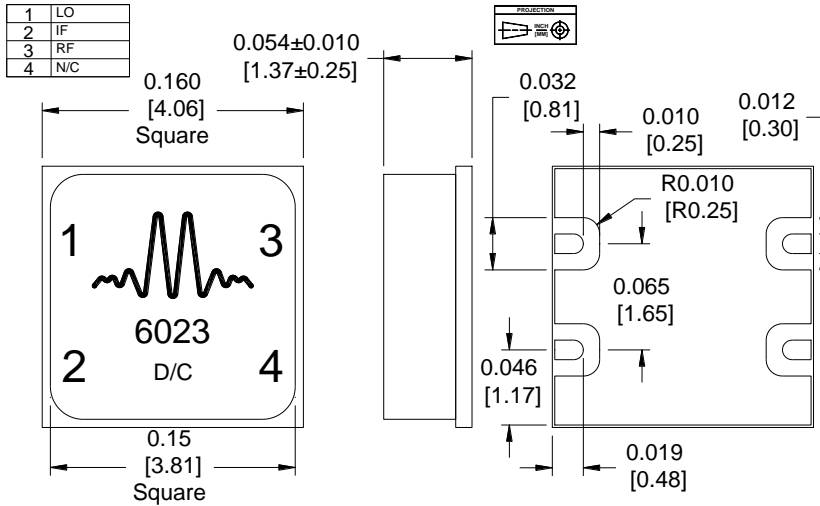 1 LO
2 IF
3 RF
4 N/C
PROJECTION
INCH
[MM]
0.160
[4.06]
Square
0.054±0.010
[1.37±0.25]
0.032
[0.81]
0.010
[0.25]
0.012
[0.30]
R0.010
[R0.25]
1
3
6023
D/C
2
4
0.065
[1.65]
0.046
[1.17]
0.15
[3.81]
Square
0.019
[0.48]